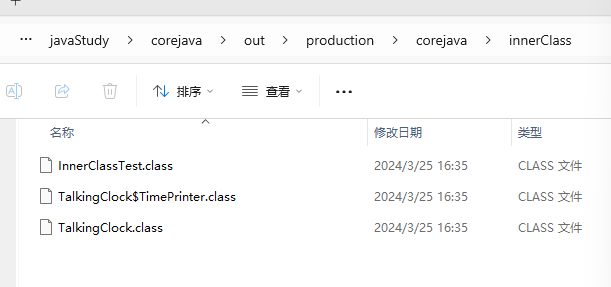 … javaStudy > corejava > out > production > corejava > innerClass
排序 查看 …
名称 修改日期 类型
InnerClassTest.class 2024/3/25 16:35 CLASS 文件
TalkingClock$TimePrinter.class 2024/3/25 16:35 CLASS 文件
TalkingClock.class 2024/3/25 16:35 CLASS 文件